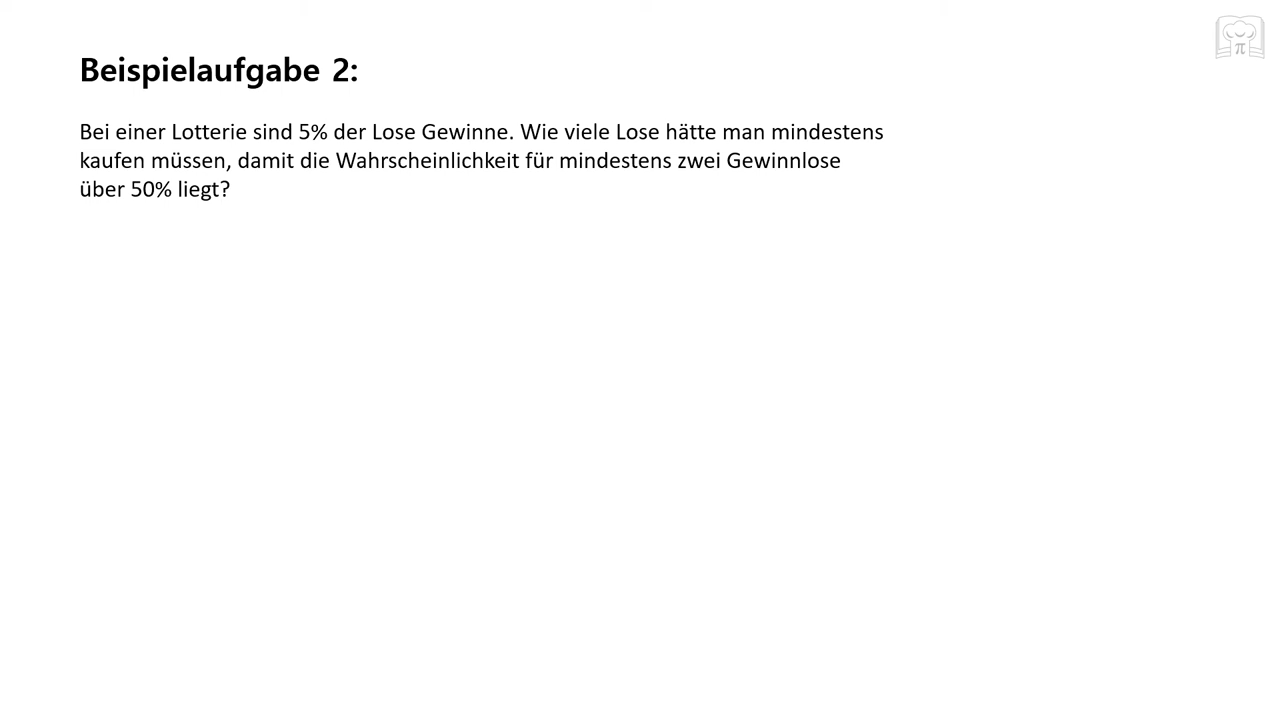 Beispielaufgabe 2:
Bei einer Lotterie sind 5% der Lose Gewinne. Wie viele Lose hätte man mindestens
kaufen müssen, damit die Wahrscheinlichkeit für mindestens zwei Gewinnlose
über 50% liegt?
π